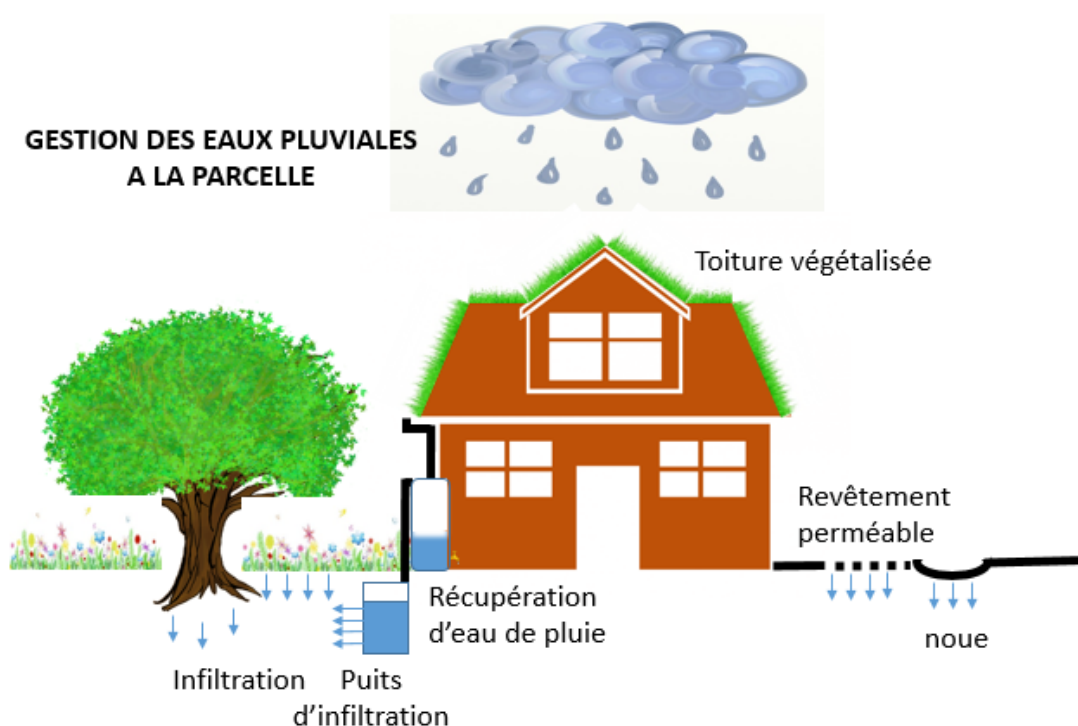 GESTION DES EAUX PLUVIALES
A LA PARCELLE
Toiture végétalisée
Revêtement
perméable
Récupération
d'eau de pluie
noue
Infiltration
Puits
d'infiltration